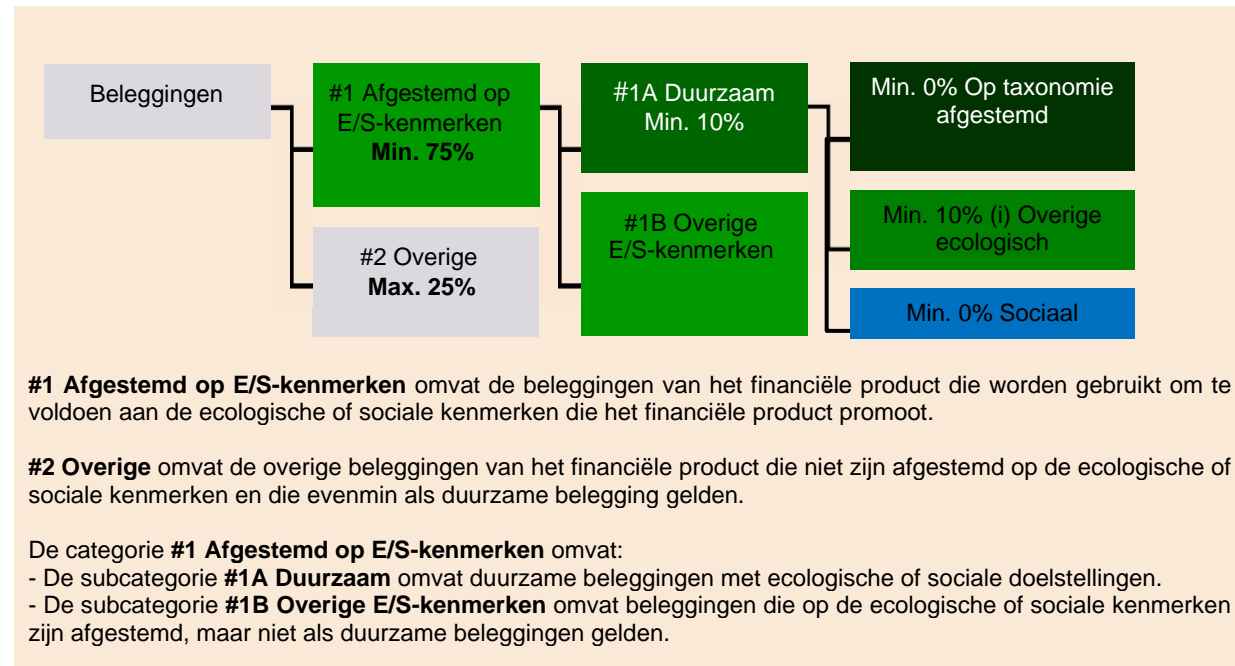 Beleggingen
#1 Afgestemd op
E/S-kenmerken
Min. 75%
#2 Overige
Max. 25%
#1A Duurzaam
Min. 10%
#1B Overige
E/S-kenmerken
Min. 0% Op taxonomie
afgestemd
Min. 10% (i) Overige
ecologisch
Min. 0% Sociaal
#1 Afgestemd op E/S-kenmerken omvat de beleggingen van het financiële product die worden gebruikt om te
voldoen aan de ecologische of sociale kenmerken die het financiële product promoot.
#2 Overige omvat de overige beleggingen van het financiële product die niet zijn afgestemd op de ecologische of
sociale kenmerken en die evenmin als duurzame belegging gelden.
De categorie #1 Afgestemd op E/S-kenmerken omvat:
- De subcategorie #1A Duurzaam omvat duurzame beleggingen met ecologische of sociale doelstellingen.
- De subcategorie #1B Overige E/S-kenmerken omvat beleggingen die op de ecologische of sociale kenmerken
zijn afgestemd, maar niet als duurzame beleggingen gelden.